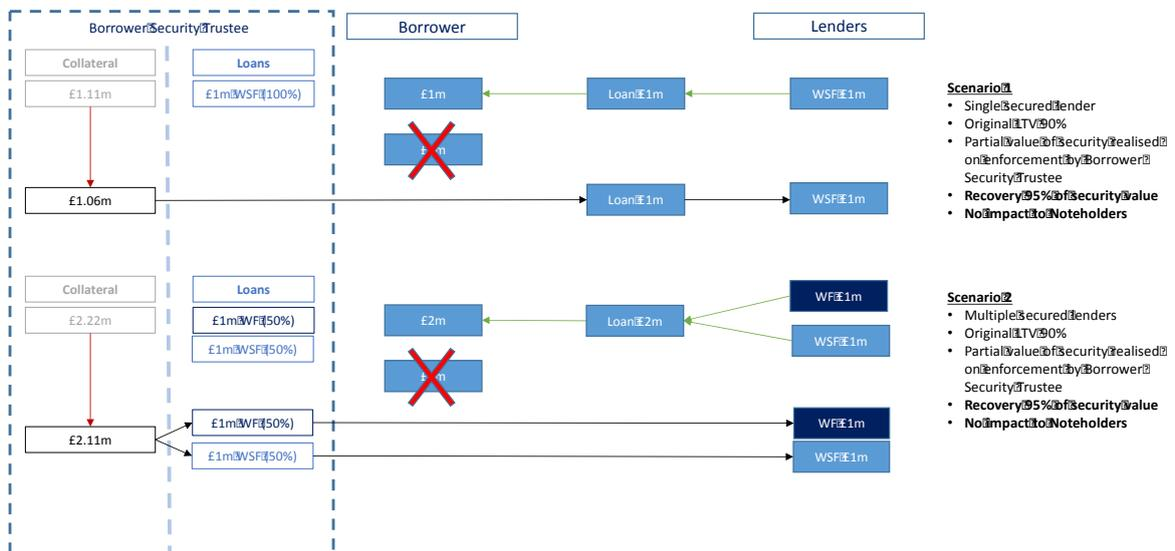 Borrower Security Trustee
Borrower
Lenders
Collateral
Loans
£1.11m
£1m WSF (100%)
£1m
Loan £1m
WSF £1m
£1.06m
Loan £1m
WSF £1m
Scenario 1
• Single secured lender
• Original LTV 90%
• Partial value of security realised
on enforcement by Borrower
Security Trustee
• Recovery 95% of security value
• No impact to Noteholders
Collateral
Loans
£2.22m
£1m WF (50%)
£1m WSF (50%)
£2m
Loan £2m
WF £1m
WSF £1m
£2.11m
£1m WF (50%)
£1m WSF (50%)
WF £1m
WSF £1m
Scenario 2
• Multiple secured lenders
• Original LTV 90%
• Partial value of security realised
on enforcement by Borrower
Security Trustee
• Recovery 95% of security value
• No impact to Noteholders